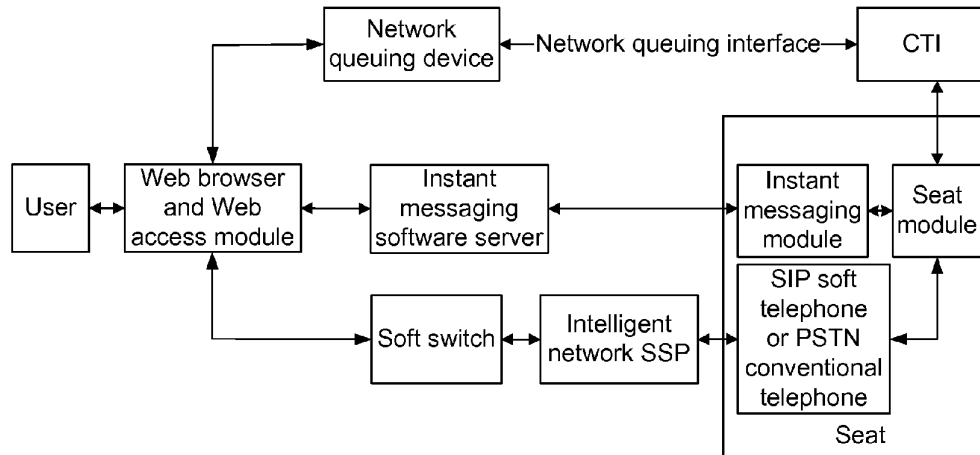 Network
queuing device
Network queuing interface
CTI
User
Web browser
and Web
access module
Instant
messaging
software server
Instant
messaging
module
Seat
module
Soft switch
Intelligent
network SSP
SIP soft
telephone
or PSTN
conventional
telephone
Seat